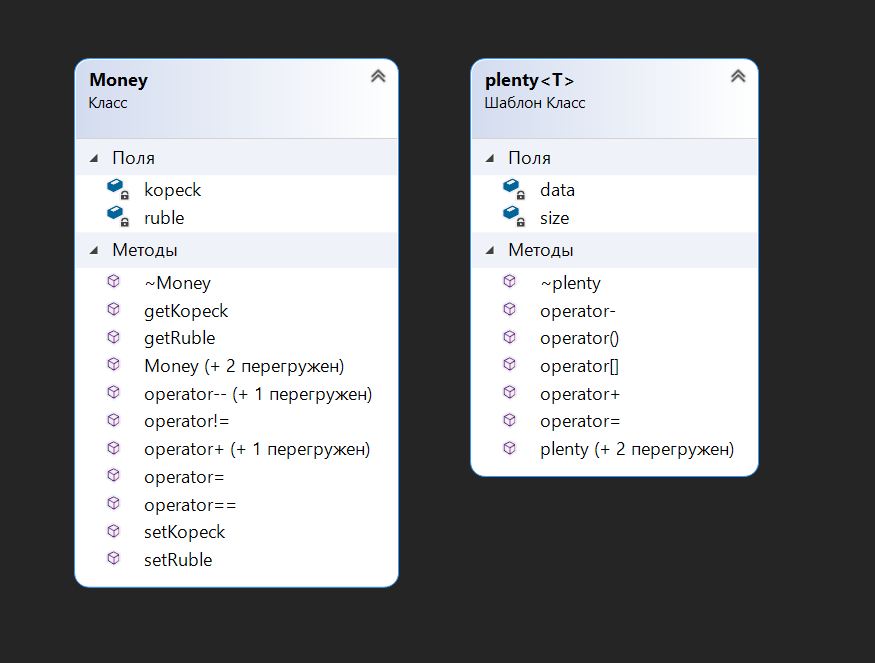 Money
Класс
Поля
kopeck
ruble
Методы
~Money
getKopeck
getRuble
Money (+ 2 перегружен)
operator-- (+ 1 перегружен)
operator!=
operator+ (+ 1 перегружен)
operator=
operator==
setKopeck
setRuble
plenty<T>
Шаблон Класс
Поля
data
size
Методы
~plenty
operator-
operator()
operator[]
operator+
operator=
plenty (+ 2 перегружен)